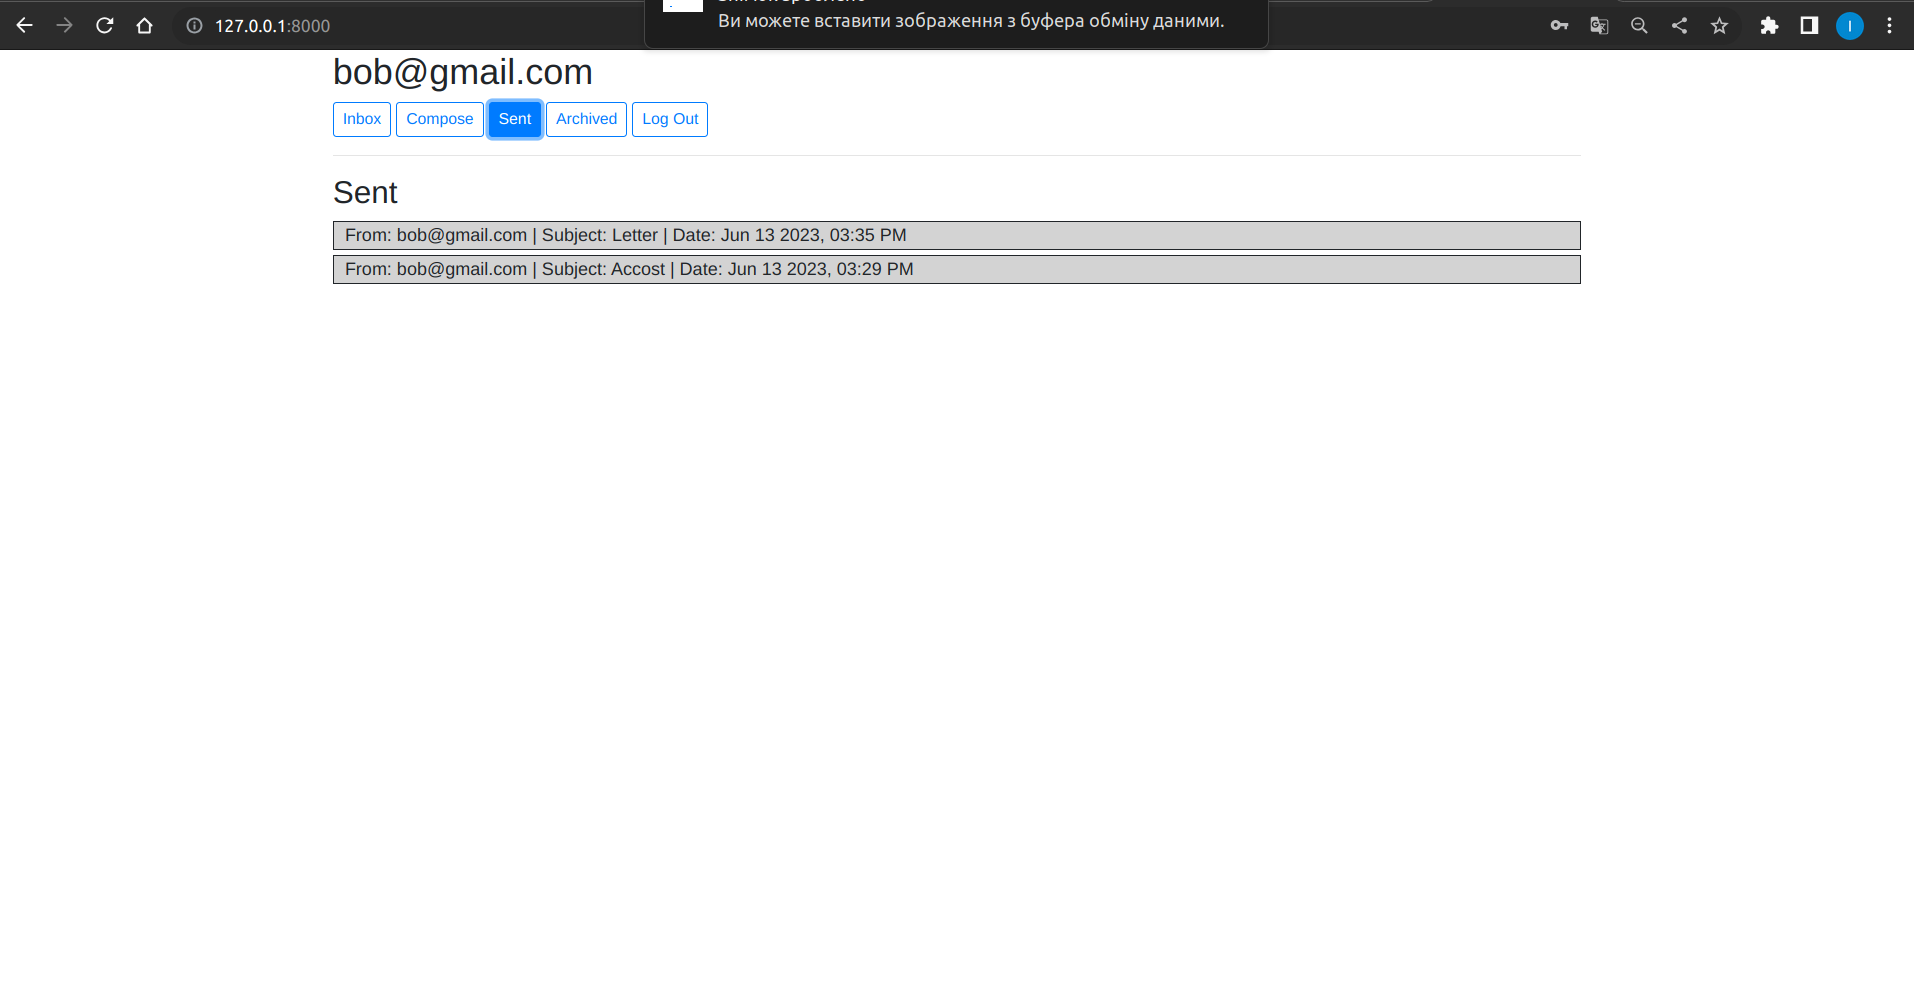 127.0.0.1:8000
Ви можете вставити зображення з буфера обміну даними.
I
bob@gmail.com
Inbox Compose Sent Archived Log Out
Sent
From: bob@gmail.com | Subject: Letter | Date: Jun 13 2023, 03:35 PM
From: bob@gmail.com | Subject: Accost | Date: Jun 13 2023, 03:29 PM